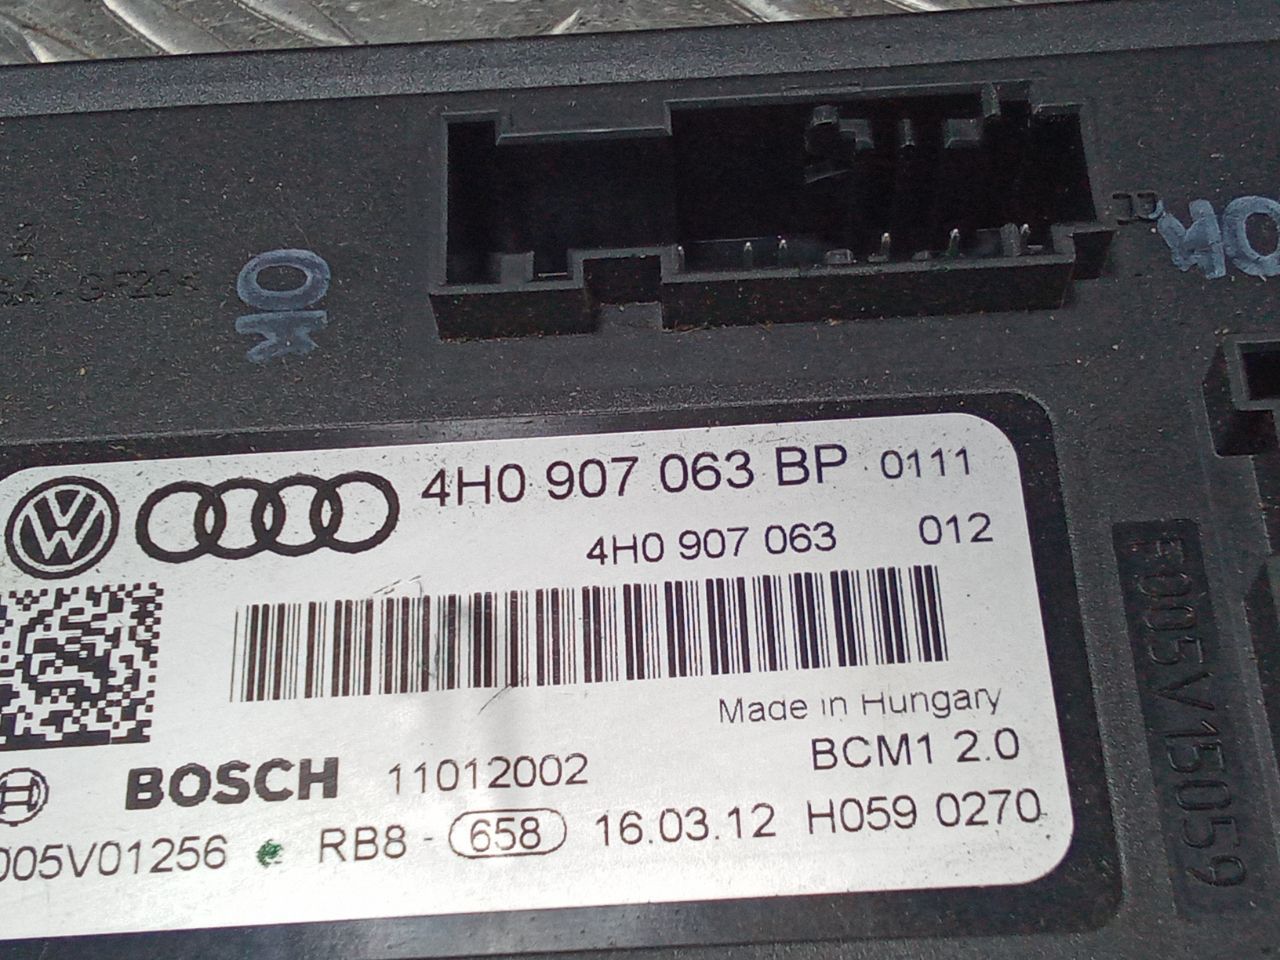 OK
OK
4H0 907 063 BP 0111
4H0 907 063 012
Made in Hungary
BCM1 2.0
BOSCH 11012002
005V01256 RB8 - 658 16.03.12 H059 0270
F005V15059